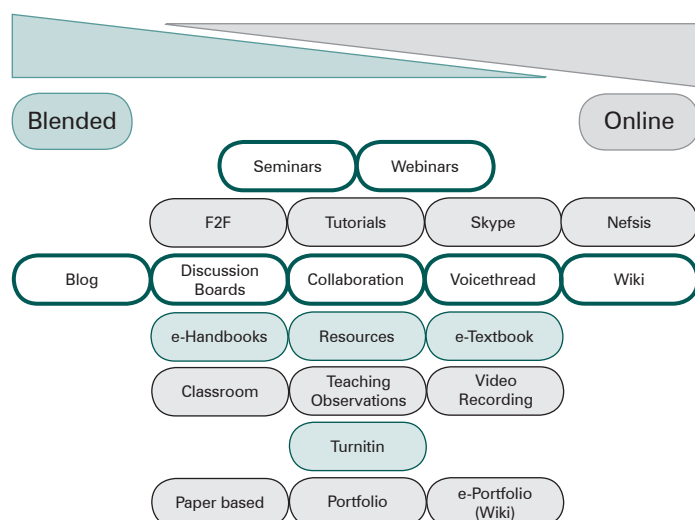 Blended
Online
Seminars
Webinars
F2F
Tutorials
Skype
Nefsis
Blog
Discussion
Boards
Collaboration
Voicethread
Wiki
e-Handbooks
Resources
e-Textbook
Classroom
Teaching
Observations
Video
Recording
Turnitin
Paper based
Portfolio
e-Portfolio
(Wiki)